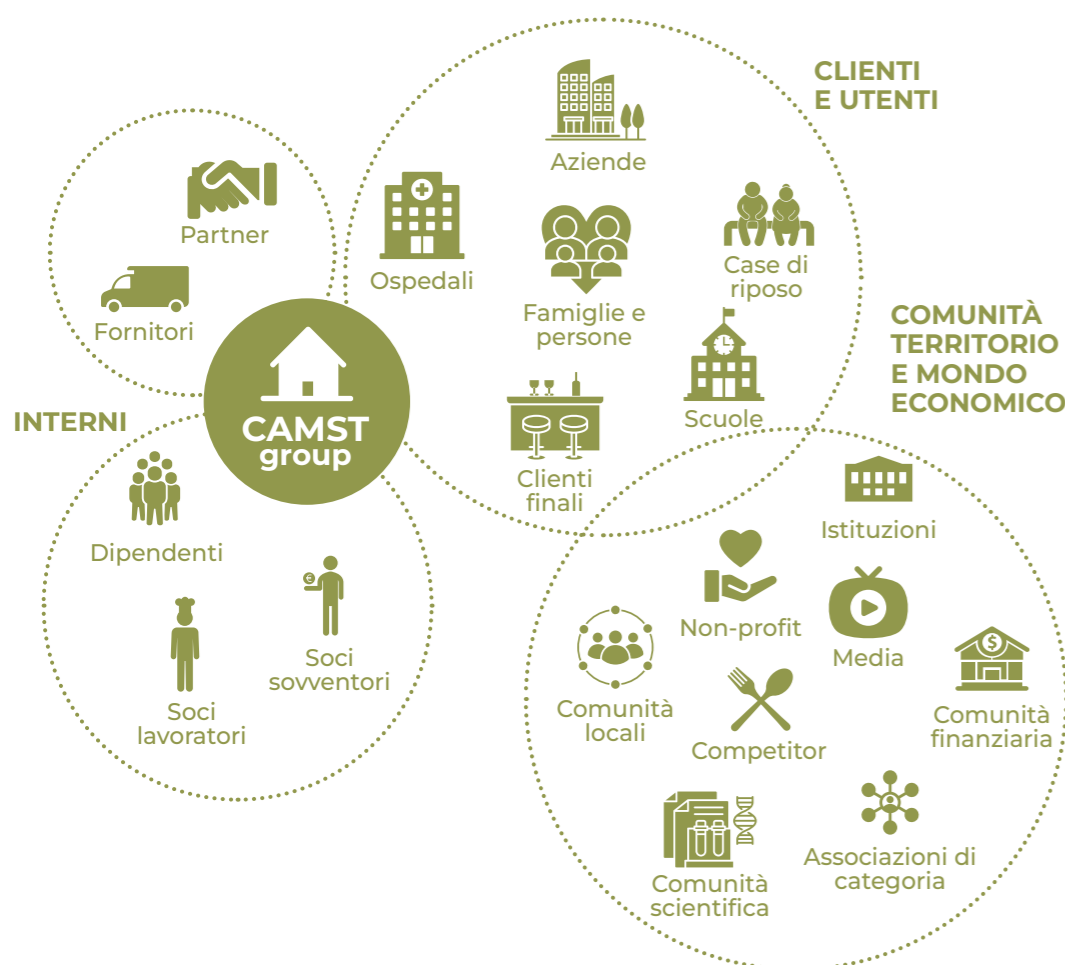 CLIENTI
E UTENTI
Aziende
Partner
Ospedali
Case di
riposo
Famiglie e
persone
Fornitori
COMUNITÀ
TERRITORIO
E MONDO
ECONOMICO
Scuole
INTERNI
CAMST
group
Clienti
finali
Istituzioni
Dipendenti
€
Non-profit
Media
$
Soci
sovventori
Soci
lavoratori
Comunità
locali
Competitor
Comunità
finanziaria
Associazioni di
categoria
Comunità
scientifica